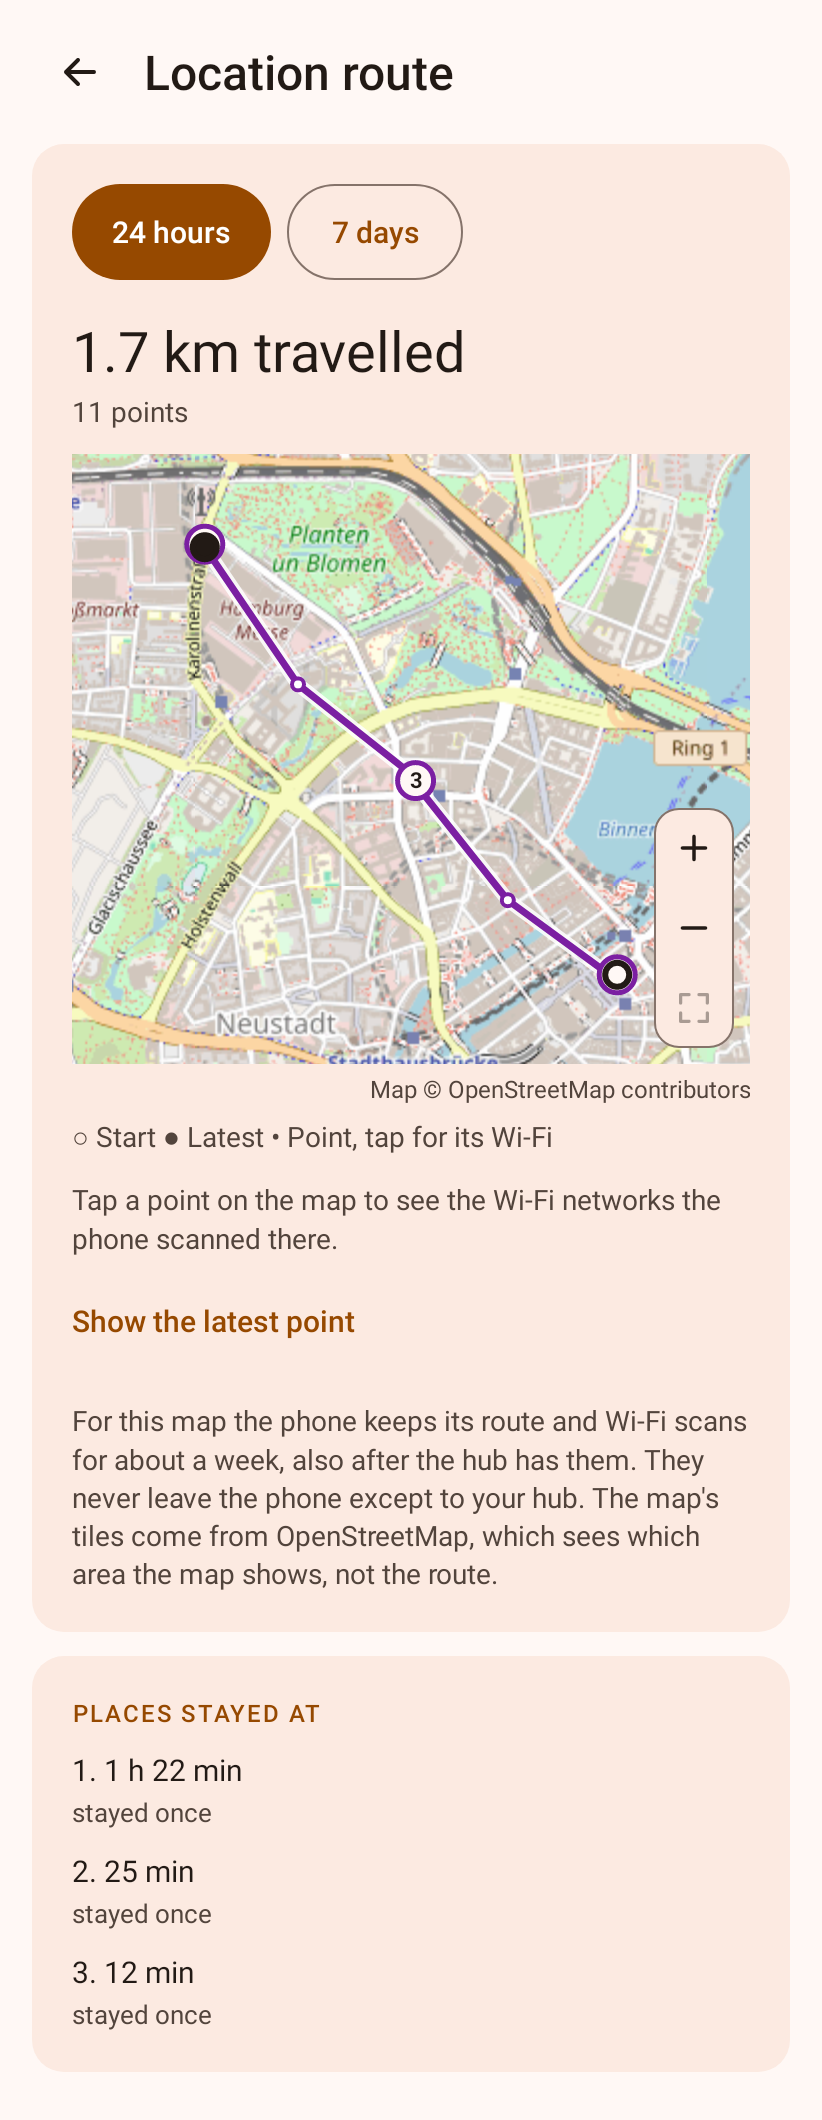 Location route
24 hours
7 days
1.7 km travelled
11 points
Planten
un Blomen
Karolinenstraße
Hamburg
Messe
Ring 1
3
Glacischaussee
Holstenwall
Neustadt
Stadthausbrücke
Map © OpenStreetMap contributors
○ Start ● Latest • Point, tap for its Wi-Fi
Tap a point on the map to see the Wi-Fi networks the
phone scanned there.
Show the latest point
For this map the phone keeps its route and Wi-Fi scans
for about a week, also after the hub has them. They
never leave the phone except to your hub. The map's
tiles come from OpenStreetMap, which sees which
area the map shows, not the route.
PLACES STAYED AT
1. 1 h 22 min
stayed once
2. 25 min
stayed once
3. 12 min
stayed once